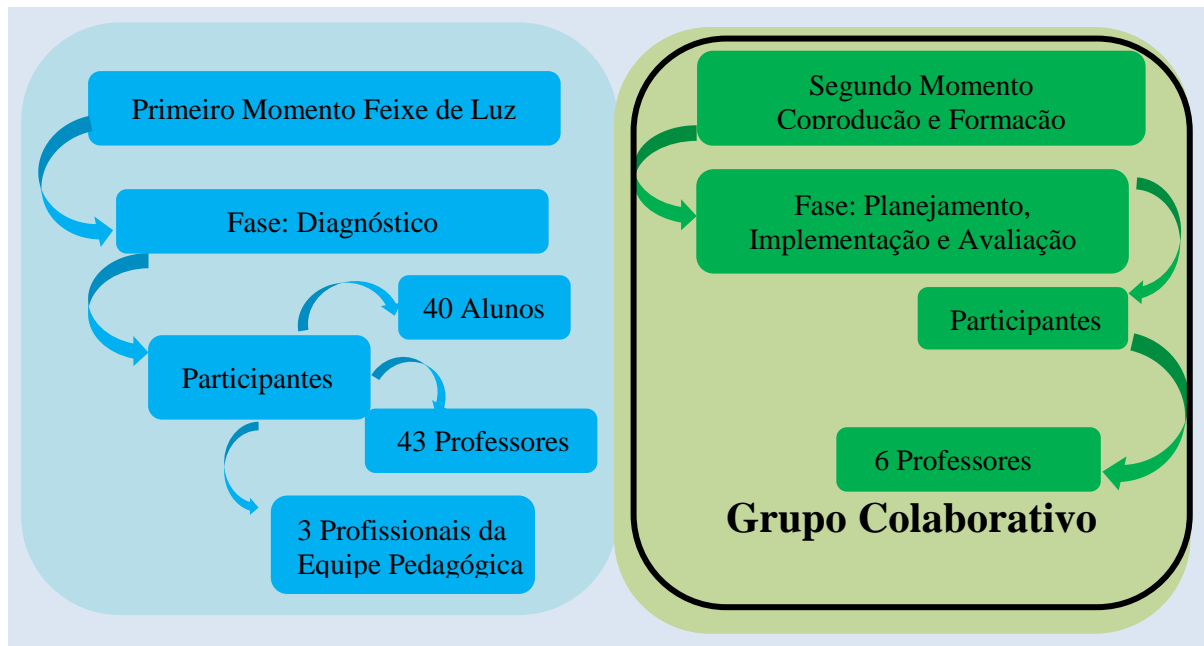 Primeiro Momento Feixe de Luz
Fase: Diagnóstico
40 Alunos
Participantes
43 Professores
3 Profissionais da
Equipe Pedagógica
Segundo Momento
Coprodução e Formação
Fase: Planejamento,
Implementação e Avaliação
Participantes
6 Professores
Grupo Colaborativo